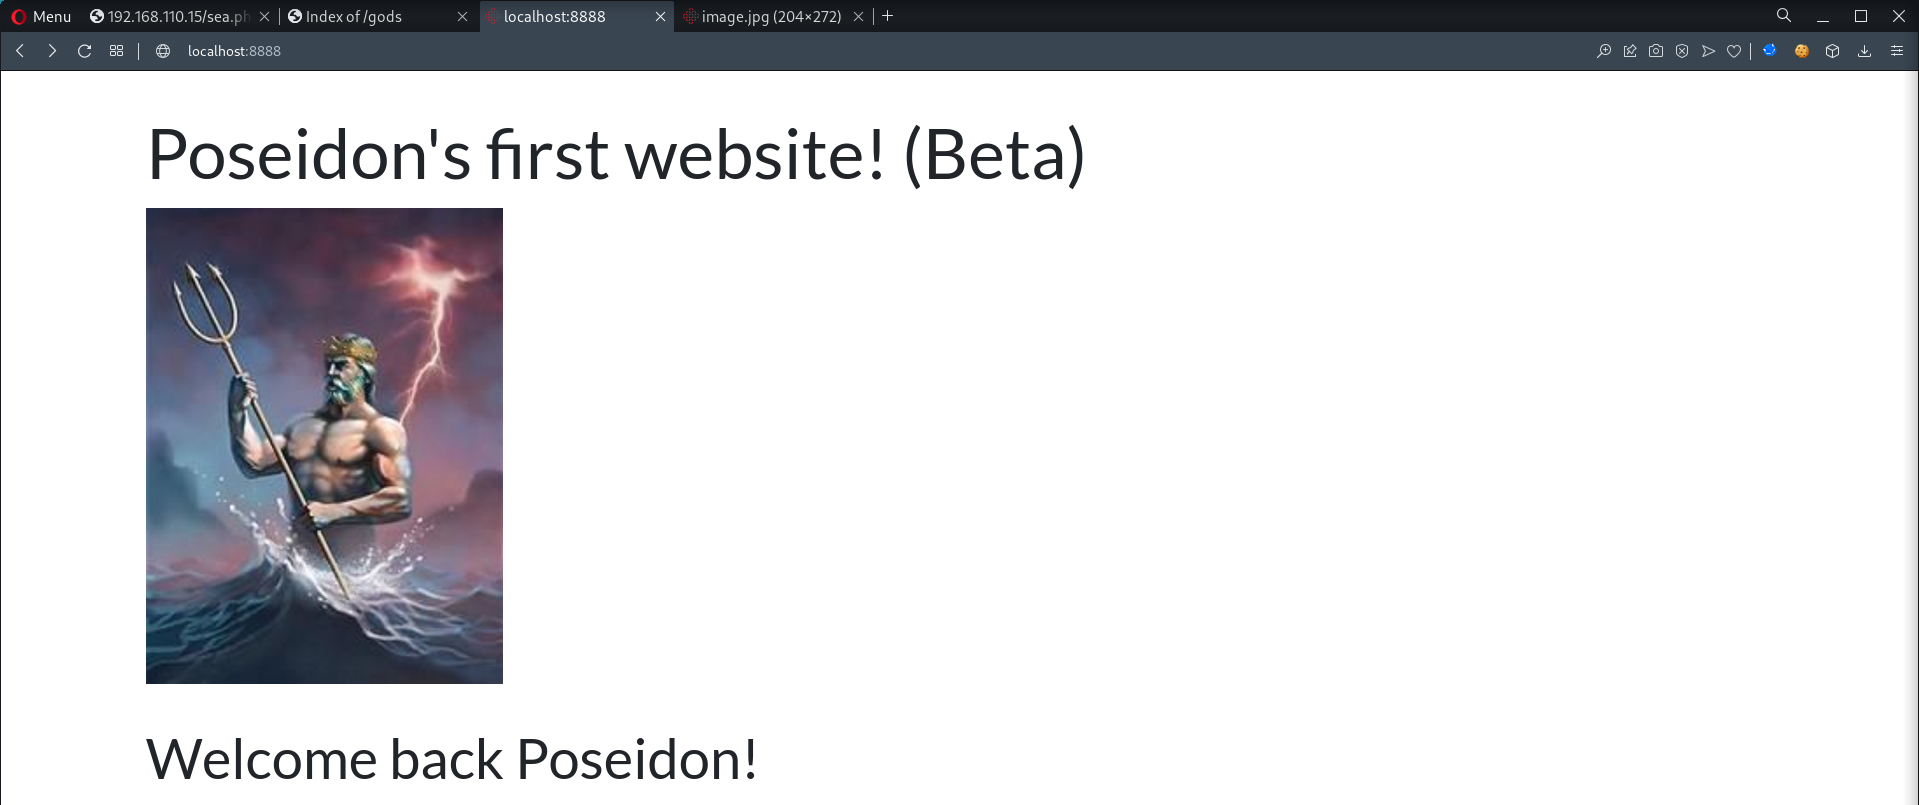 Menu 192.168.110.15/sea.ph Index of /gods localhost:8888 image.jpg (204×272)
localhost:8888
Poseidon's first website! (Beta)
Welcome back Poseidon!